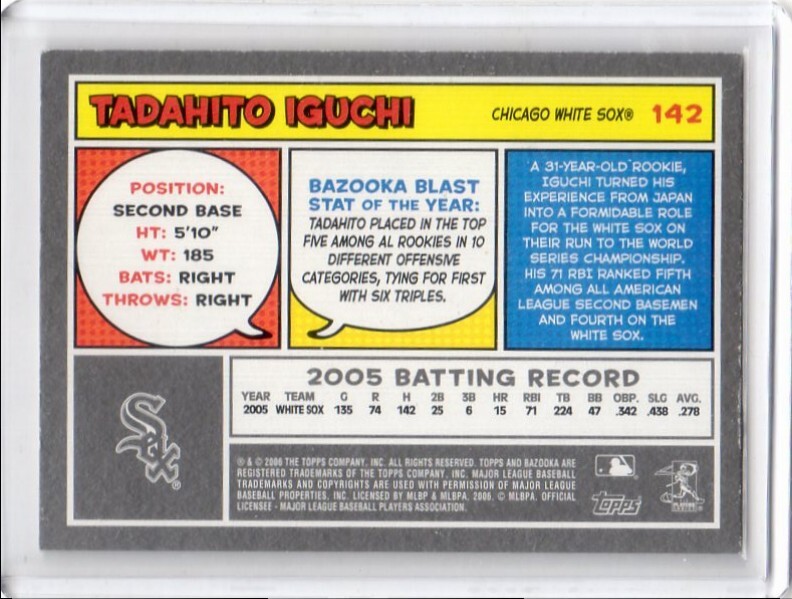 TADAHITO IGUCHI
CHICAGO WHITE SOX® 142
POSITION:
SECOND BASE
HT: 5'10"
WT: 185
BATS: RIGHT
THROWS: RIGHT
BAZOOKA BLAST
STAT OF THE YEAR:
TADAHITO PLACED IN THE TOP
FIVE AMONG AL ROOKIES IN 10
DIFFERENT OFFENSIVE
CATEGORIES, TYING FOR FIRST
WITH SIX TRIPLES.
A 31-YEAR-OLD ROOKIE,
IGUCHI TURNED HIS
EXPERIENCE FROM JAPAN
INTO A FORMIDABLE ROLE
FOR THE WHITE SOX ON
THEIR RUN TO THE WORLD
SERIES CHAMPIONSHIP.
HIS 71 RBI RANKED FIFTH
AMONG ALL AMERICAN
LEAGUE SECOND BASEMEN
AND FOURTH ON THE
WHITE SOX.
Sox®
2005 BATTING RECORD
YEAR TEAM G R H 2B 3B HR RBI TB BB OBP. SLG AVG.
2005 WHITE SOX 135 74 142 25 6 15 71 224 47 .342 .438 .278
® & © 2006 THE TOPPS COMPANY, INC. ALL RIGHTS RESERVED. TOPPS AND BAZOOKA ARE
REGISTERED TRADEMARKS OF THE TOPPS COMPANY, INC. MAJOR LEAGUE BASEBALL
TRADEMARKS AND COPYRIGHTS ARE USED WITH PERMISSION OF MAJOR LEAGUE
BASEBALL PROPERTIES, INC. LICENSED BY MLBP & MLBPA, 2006. © MLBPA, OFFICIAL
LICENSEE - MAJOR LEAGUE BASEBALL PLAYERS ASSOCIATION.
topps